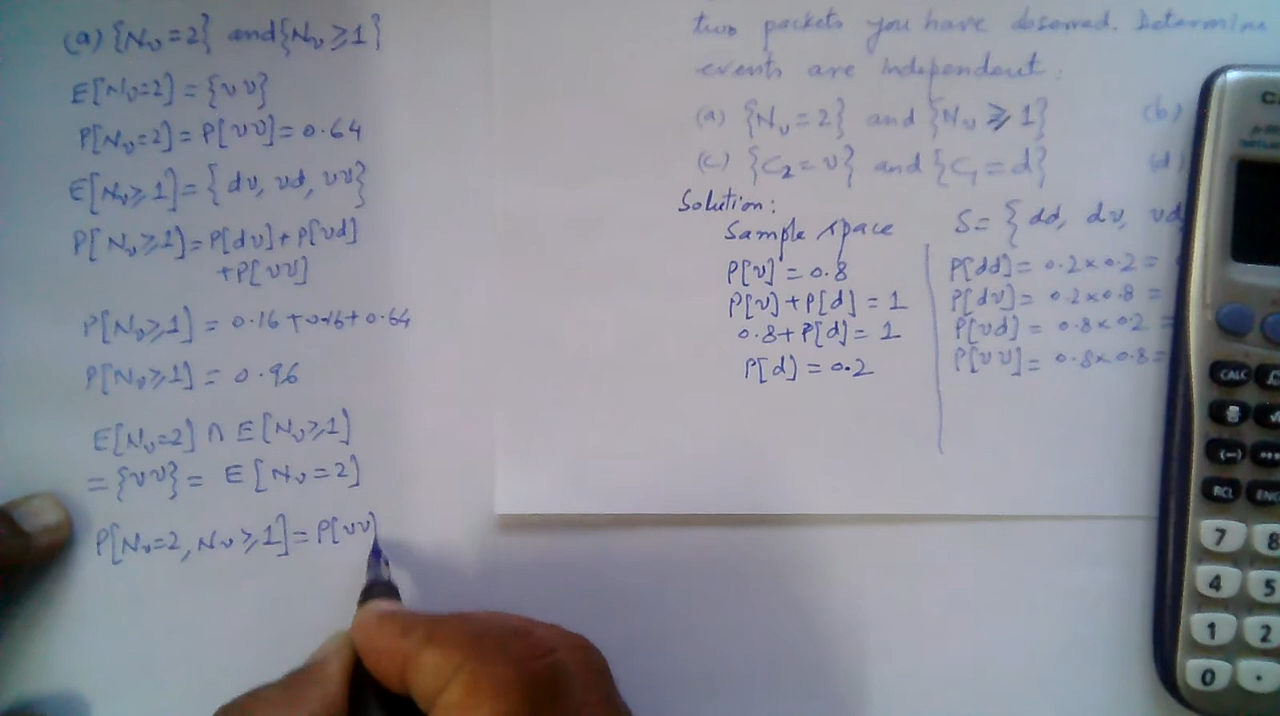 (a) {Nv=2} and {Nv≥1}
E[Nv=2] = {vv}
P[Nv=2] = P[vv] = 0.64
E[Nv≥1] = {dv, vd, vv}
P[Nv≥1] = P[dv] + P[vd]
+ P[vv]
P[Nv≥1] = 0.16 + 0.16 + 0.64
P[Nv≥1] = 0.96
E[Nv=2] ∩ E[Nv≥1]
= {vv} = E[Nv=2]
P[Nv=2, Nv≥1] = P[vv]
two packets you have observed. Determine
events are independent:
(a) {Nv=2} and {Nv≥1} (b)
(c) {C2=v} and {C1=d} (d)
Solution:
Sample space S= {dd, dv, vd,
P[v] = 0.8
P[v] + P[d] = 1
0.8 + P[d] = 1
P[d] = 0.2
P[dd] = 0.2×0.2 =
P[dv] = 0.2×0.8 =
P[vd] = 0.8×0.2 =
P[vv] = 0.8×0.8 =
CALC
(-)
RCL ENG
7 8
4 5
1 2
0 .